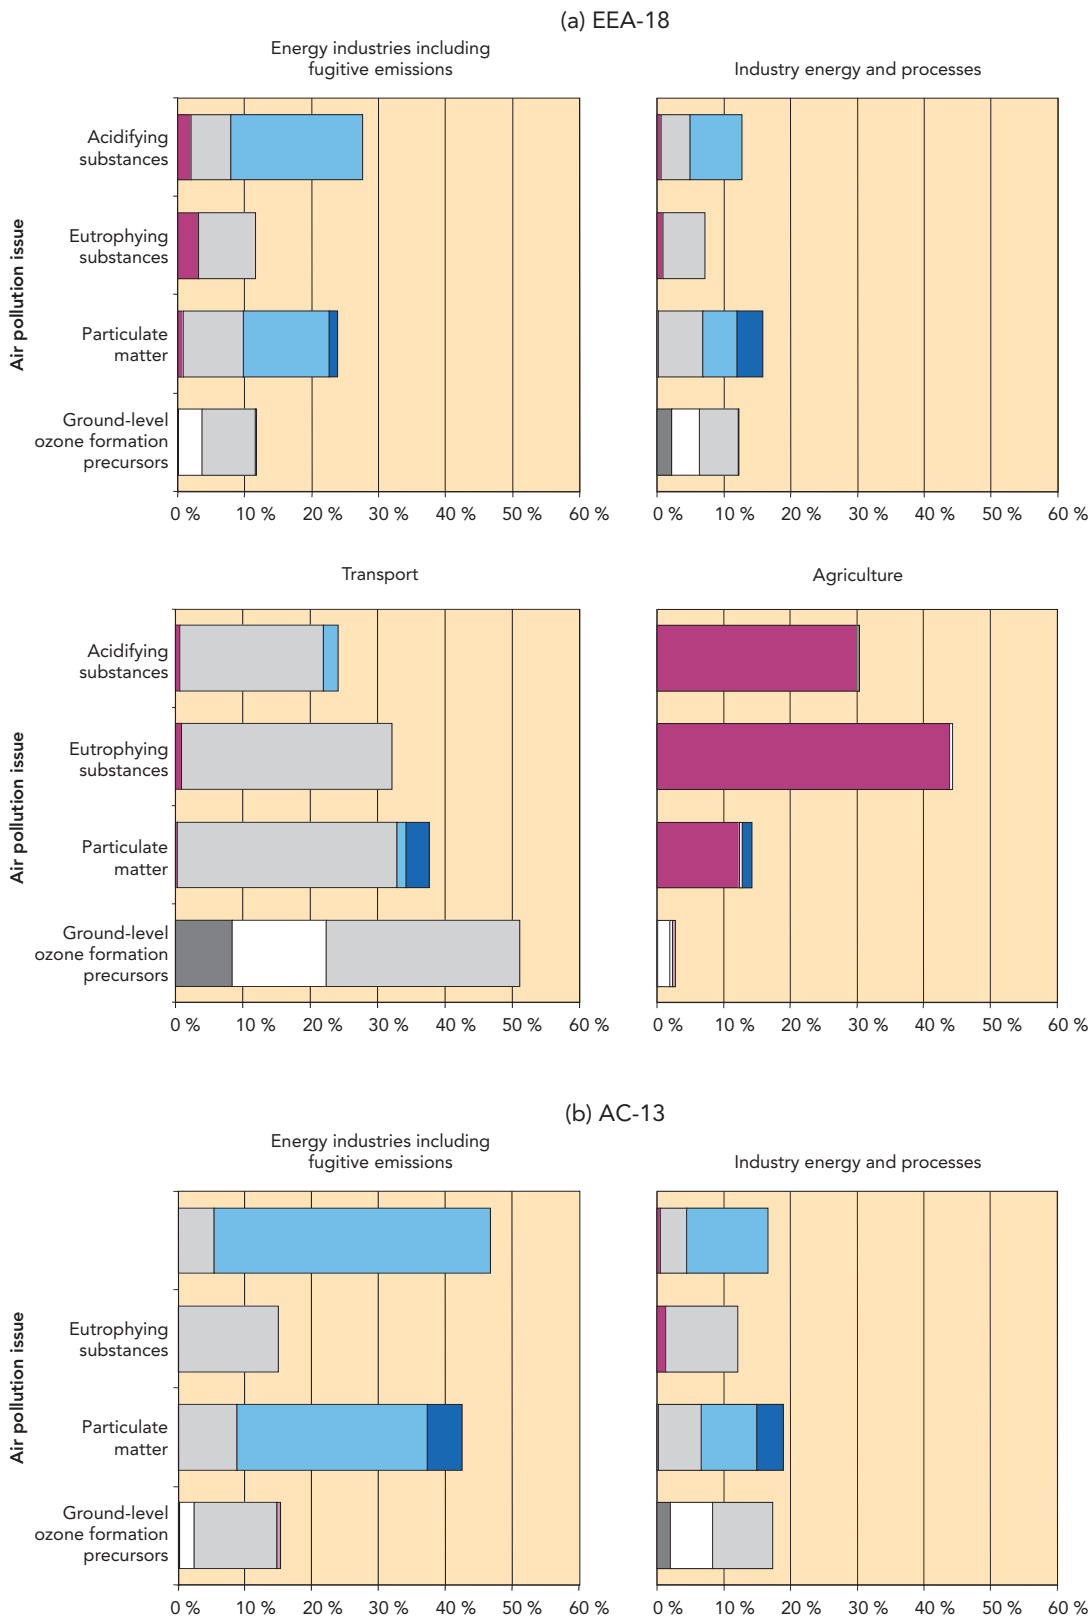 (a) EEA-18
Energy industries including
fugitive emissions
Industry energy and processes
Air pollution issue
Acidifying
substances
Eutrophying
substances
Particulate
matter
Ground-level
ozone formation
precursors
0 % 10 % 20 % 30 % 40 % 50 % 60 %
0 % 10 % 20 % 30 % 40 % 50 % 60 %
Transport
Agriculture
Air pollution issue
Acidifying
substances
Eutrophying
substances
Particulate
matter
Ground-level
ozone formation
precursors
0 % 10 % 20 % 30 % 40 % 50 % 60 %
0 % 10 % 20 % 30 % 40 % 50 % 60 %
(b) AC-13
Energy industries including
fugitive emissions
Industry energy and processes
Air pollution issue
Eutrophying
substances
Particulate
matter
Ground-level
ozone formation
precursors
0 % 10 % 20 % 30 % 40 % 50 % 60 %
0 % 10 % 20 % 30 % 40 % 50 % 60 %